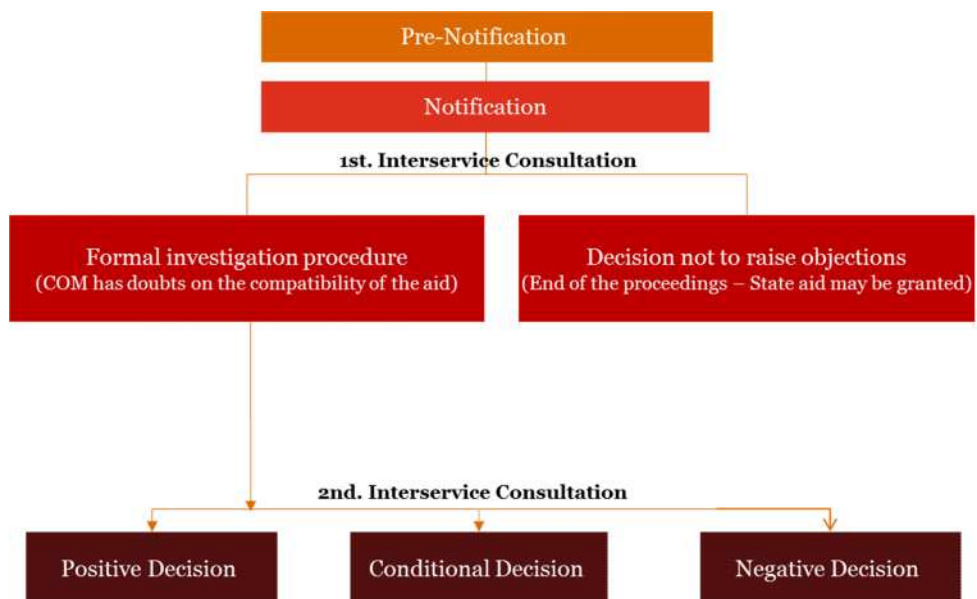 Pre-Notification
Notification
1st. Interservice Consultation
Formal investigation procedure
(COM has doubts on the compatibility of the aid)
Decision not to raise objections
(End of the proceedings – State aid may be granted)
2nd. Interservice Consultation
Positive Decision
Conditional Decision
Negative Decision